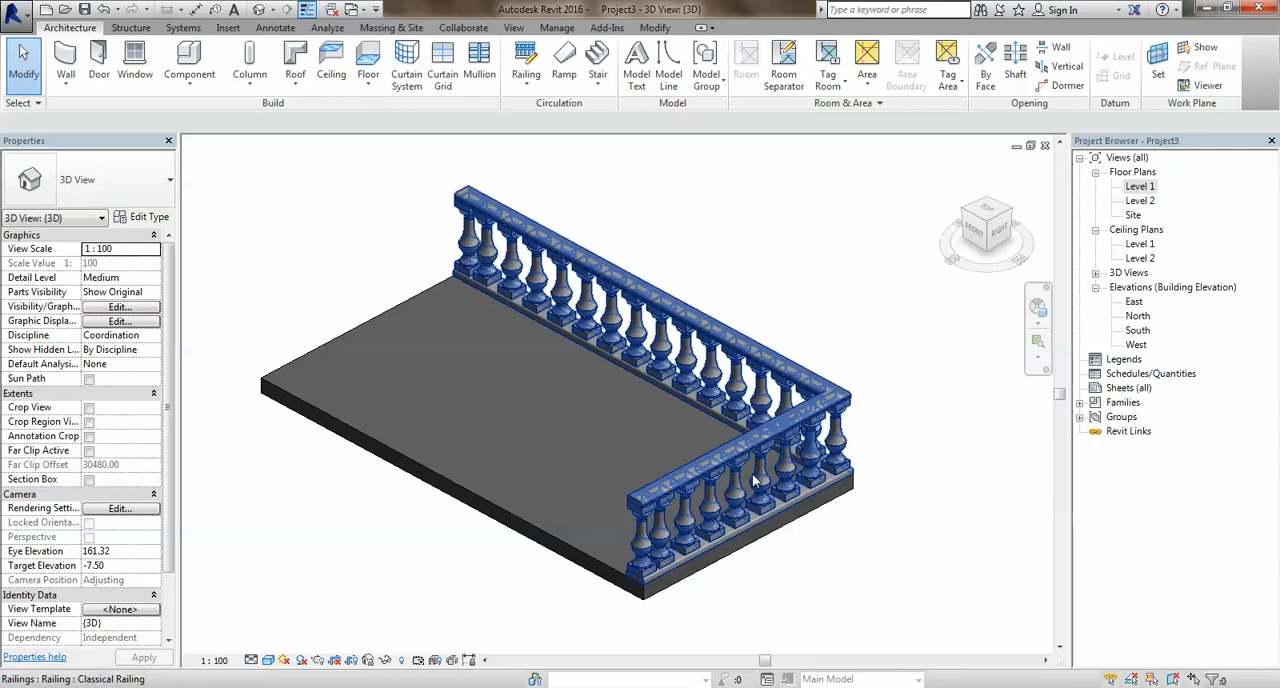 Autodesk Revit 2016 -    Project3 - 3D View: {3D}
Type a keyword or phrase
Sign In
Architecture Structure Systems Insert Annotate Analyze Massing & Site Collaborate View Manage Add-Ins Modify
Modify Wall Door Window Component Column Roof Ceiling Floor Curtain System Curtain Grid Mullion Railing Ramp Stair Model Text Model Line Model Group Room Room Separator Tag Room Area Area Boundary Tag Area By Face Shaft Wall Vertical Dormer Level Grid Set Show Ref Plane Viewer
Select Build Circulation Model Room & Area Opening Datum Work Plane
Properties
3D View
3D View: {3D} Edit Type
Graphics
View Scale 1 : 100
Scale Value 1: 100
Detail Level Medium
Parts Visibility Show Original
Visibility/Graph... Edit...
Graphic Displa... Edit...
Discipline Coordination
Show Hidden L... By Discipline
Default Analysi... None
Sun Path
Extents
Crop View
Crop Region Vi...
Annotation Crop
Far Clip Active
Far Clip Offset 30480.00
Section Box
Camera
Rendering Setti... Edit...
Locked Orienta...
Perspective
Eye Elevation 161.32
Target Elevation -7.50
Camera Position Adjusting
Identity Data
View Template <None>
View Name {3D}
Dependency Independent
Properties help Apply
TOP
FRONT
RIGHT
Project Browser - Project3
Views (all)
Floor Plans
Level 1
Level 2
Site
Ceiling Plans
Level 1
Level 2
3D Views
Elevations (Building Elevation)
East
North
South
West
Legends
Schedules/Quantities
Sheets (all)
Families
Groups
Revit Links
1 : 100
Railings : Railing : Classical Railing
:0
Main Model
:0